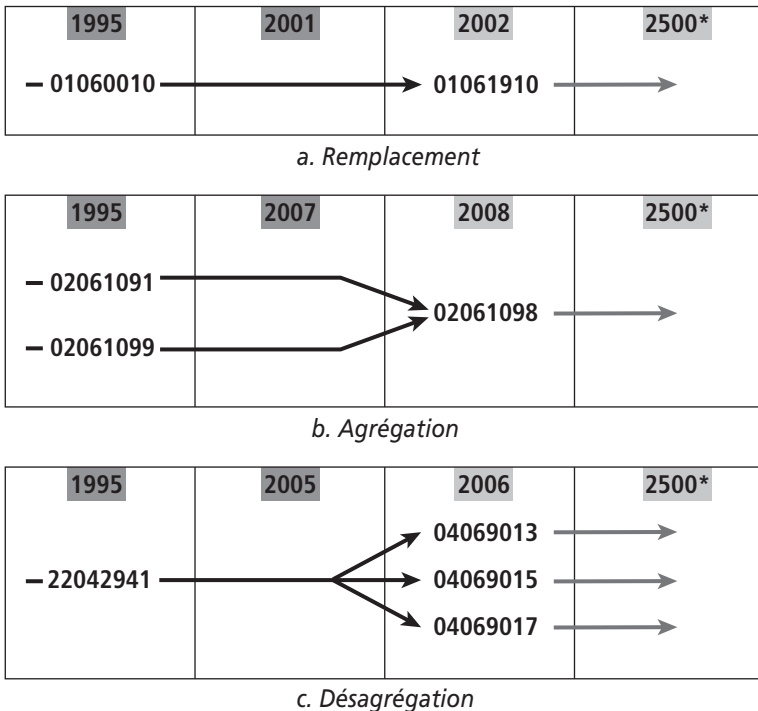 1995 2001 2002 2500*
– 01060010 01061910
a. Remplacement
1995 2007 2008 2500*
– 02061091
02061098
– 02061099
b. Agrégation
1995 2005 2006 2500*
04069013
– 22042941 04069015
04069017
c. Désagrégation